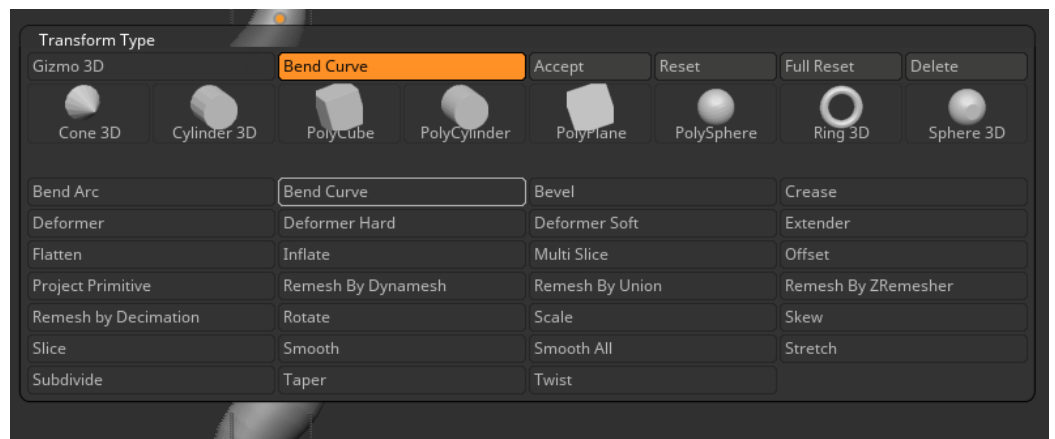 Transform Type
Gizmo 3D Bend Curve Accept Reset Full Reset Delete
Cone 3D Cylinder 3D PolyCube PolyCylinder PolyPlane PolySphere Ring 3D Sphere 3D
Bend Arc Bend Curve Bevel Crease
Deformer Deformer Hard Deformer Soft Extender
Flatten Inflate Multi Slice Offset
Project Primitive Remesh By Dynamesh Remesh By Union Remesh By ZRemesher
Remesh by Decimation Rotate Scale Skew
Slice Smooth Smooth All Stretch
Subdivide Taper Twist